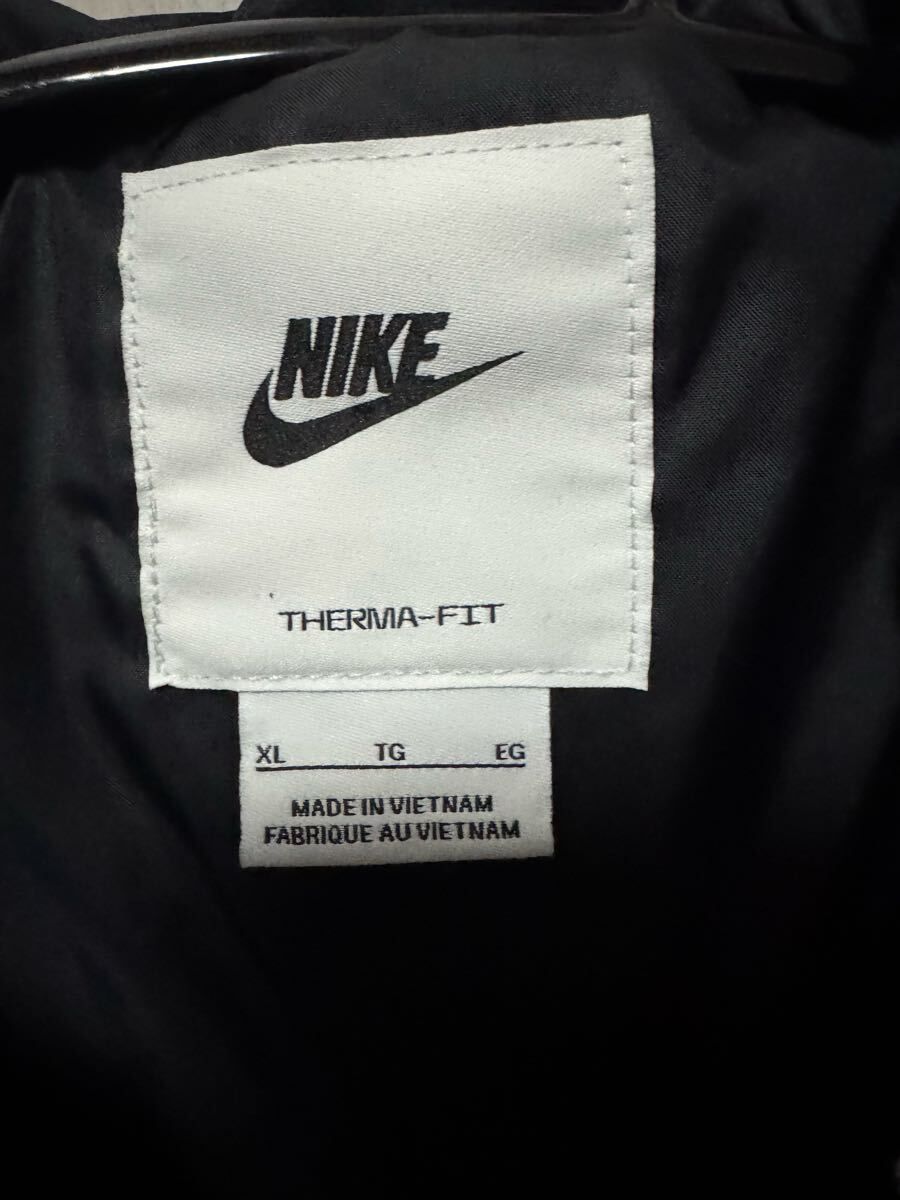 NIKE
THERMA-FIT
XL TG EG
MADE IN VIETNAM
FABRIQUE AU VIETNAM